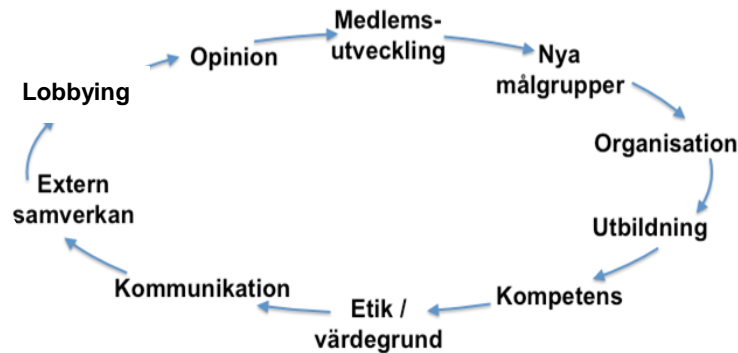 Medlems-
utveckling
Nya
målgrupper
Organisation
Utbildning
Kompetens
Etik /
värdegrund
Kommunikation
Extern
samverkan
Lobbying
Opinion